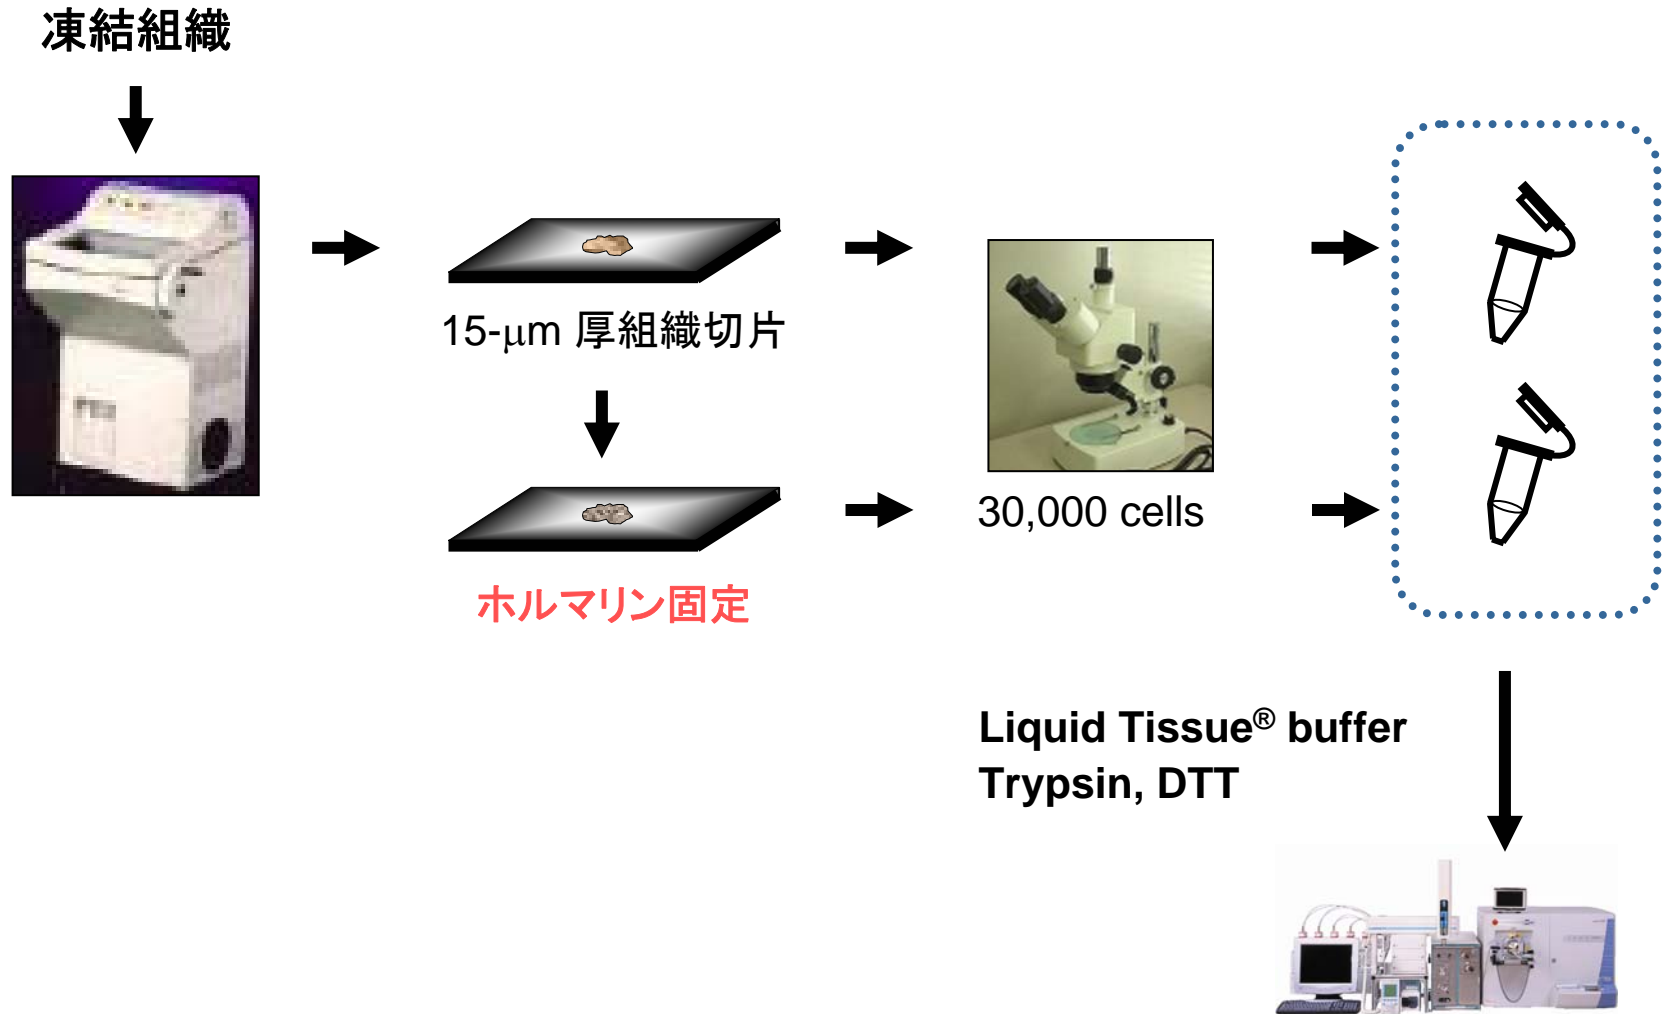 凍結組織
15-μm 厚組織切片
ホルマリン固定
30,000 cells
Liquid Tissue® buffer
Trypsin, DTT